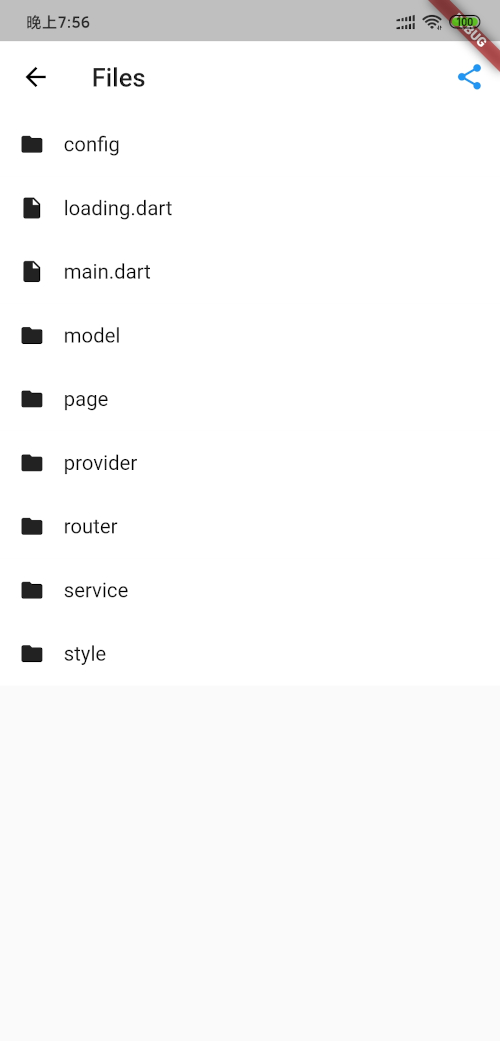 晚上7:56
100
DEBUG
Files
config
loading.dart
main.dart
model
page
provider
router
service
style